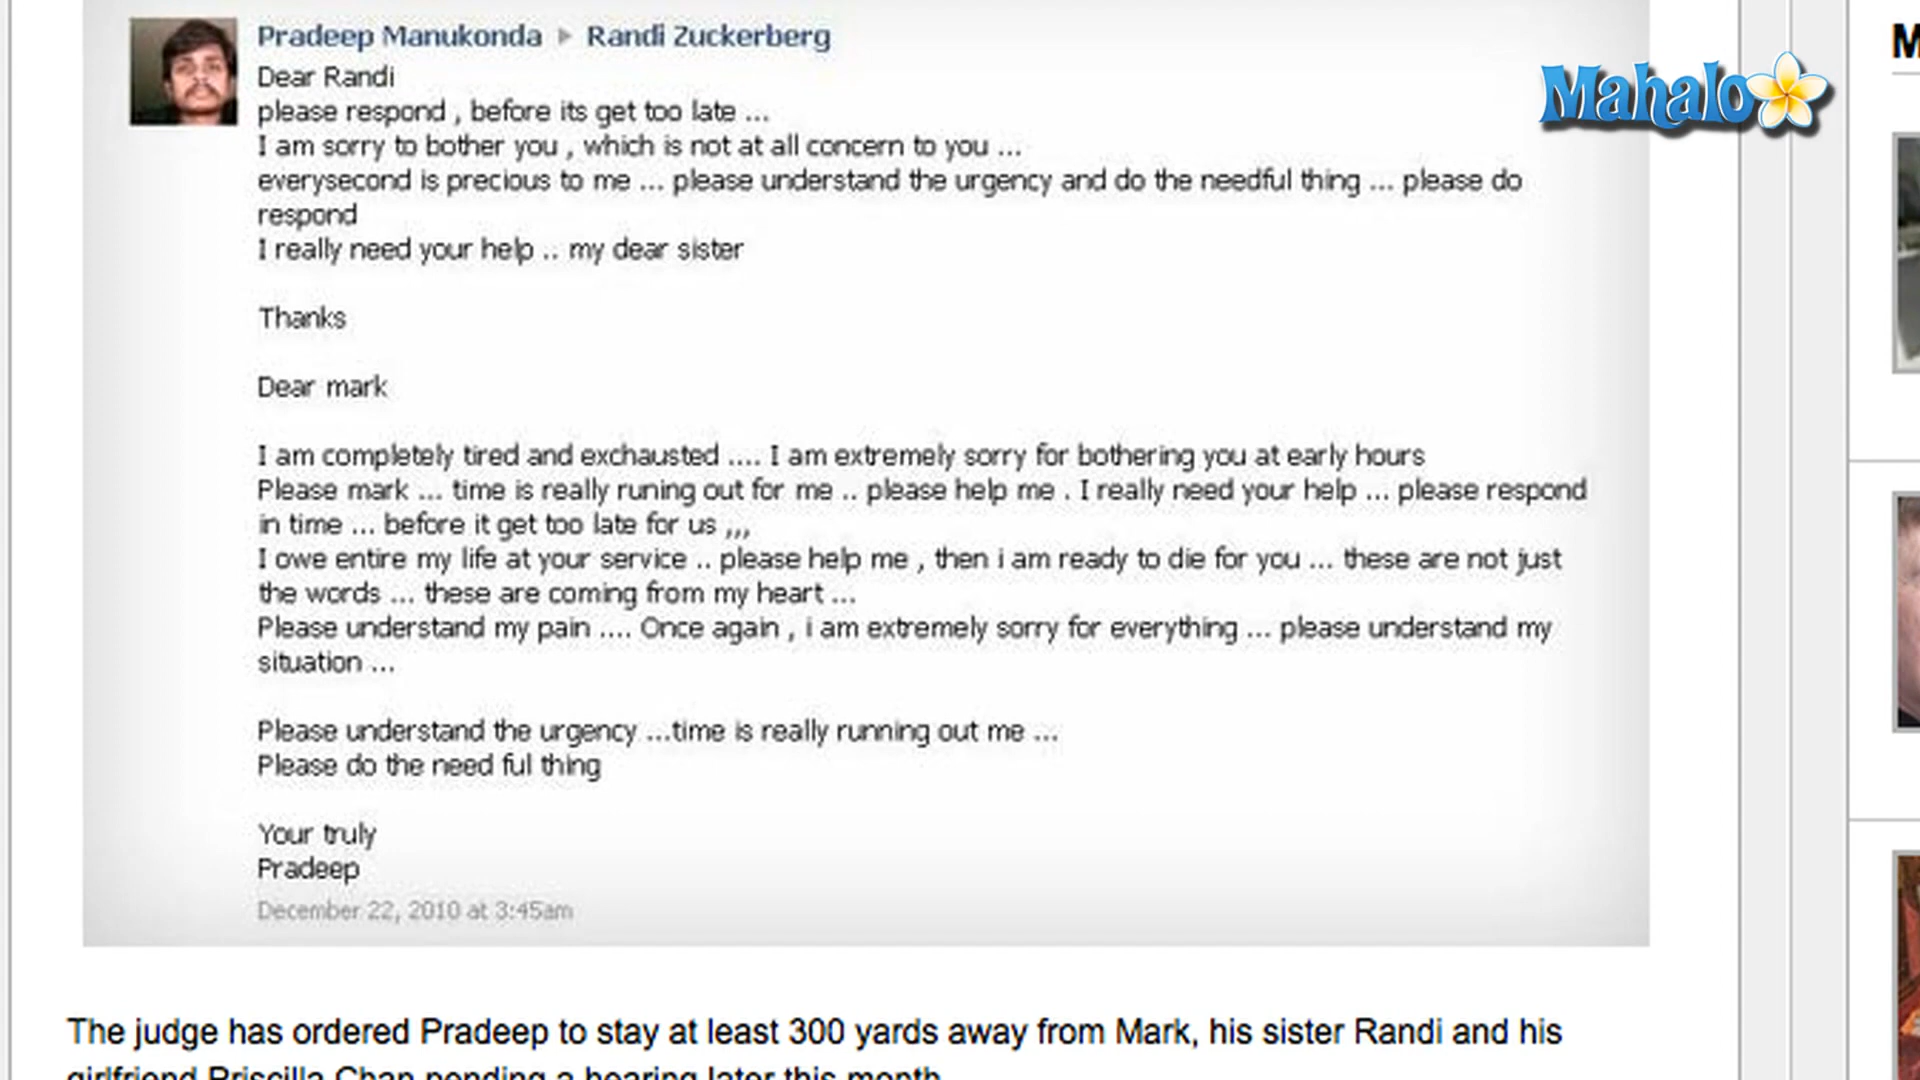 Pradeep Manukonda ▸ Randi Zuckerberg
Dear Randi
please respond , before its get too late ...
I am sorry to bother you , which is not at all concern to you ...
everysecond is precious to me ... please understand the urgency and do the needful thing ... please do
respond
I really need your help .. my dear sister
Thanks
Dear mark
I am completely tired and exchausted .... I am extremely sorry for bothering you at early hours
Please mark ... time is really runing out for me .. please help me . I really need your help ... please respond
in time ... before it get too late for us ,,,
I owe entire my life at your service .. please help me , then i am ready to die for you ... these are not just
the words ... these are coming from my heart ...
Please understand my pain .... Once again , i am extremely sorry for everything ... please understand my
situation ...
Please understand the urgency ...time is really running out me ...
Please do the need ful thing
Your truly
Pradeep
December 22, 2010 at 3:45am
The judge has ordered Pradeep to stay at least 300 yards away from Mark, his sister Randi and his
girlfriend Priscilla Chan pending a hearing later this month.
Mahalo
M